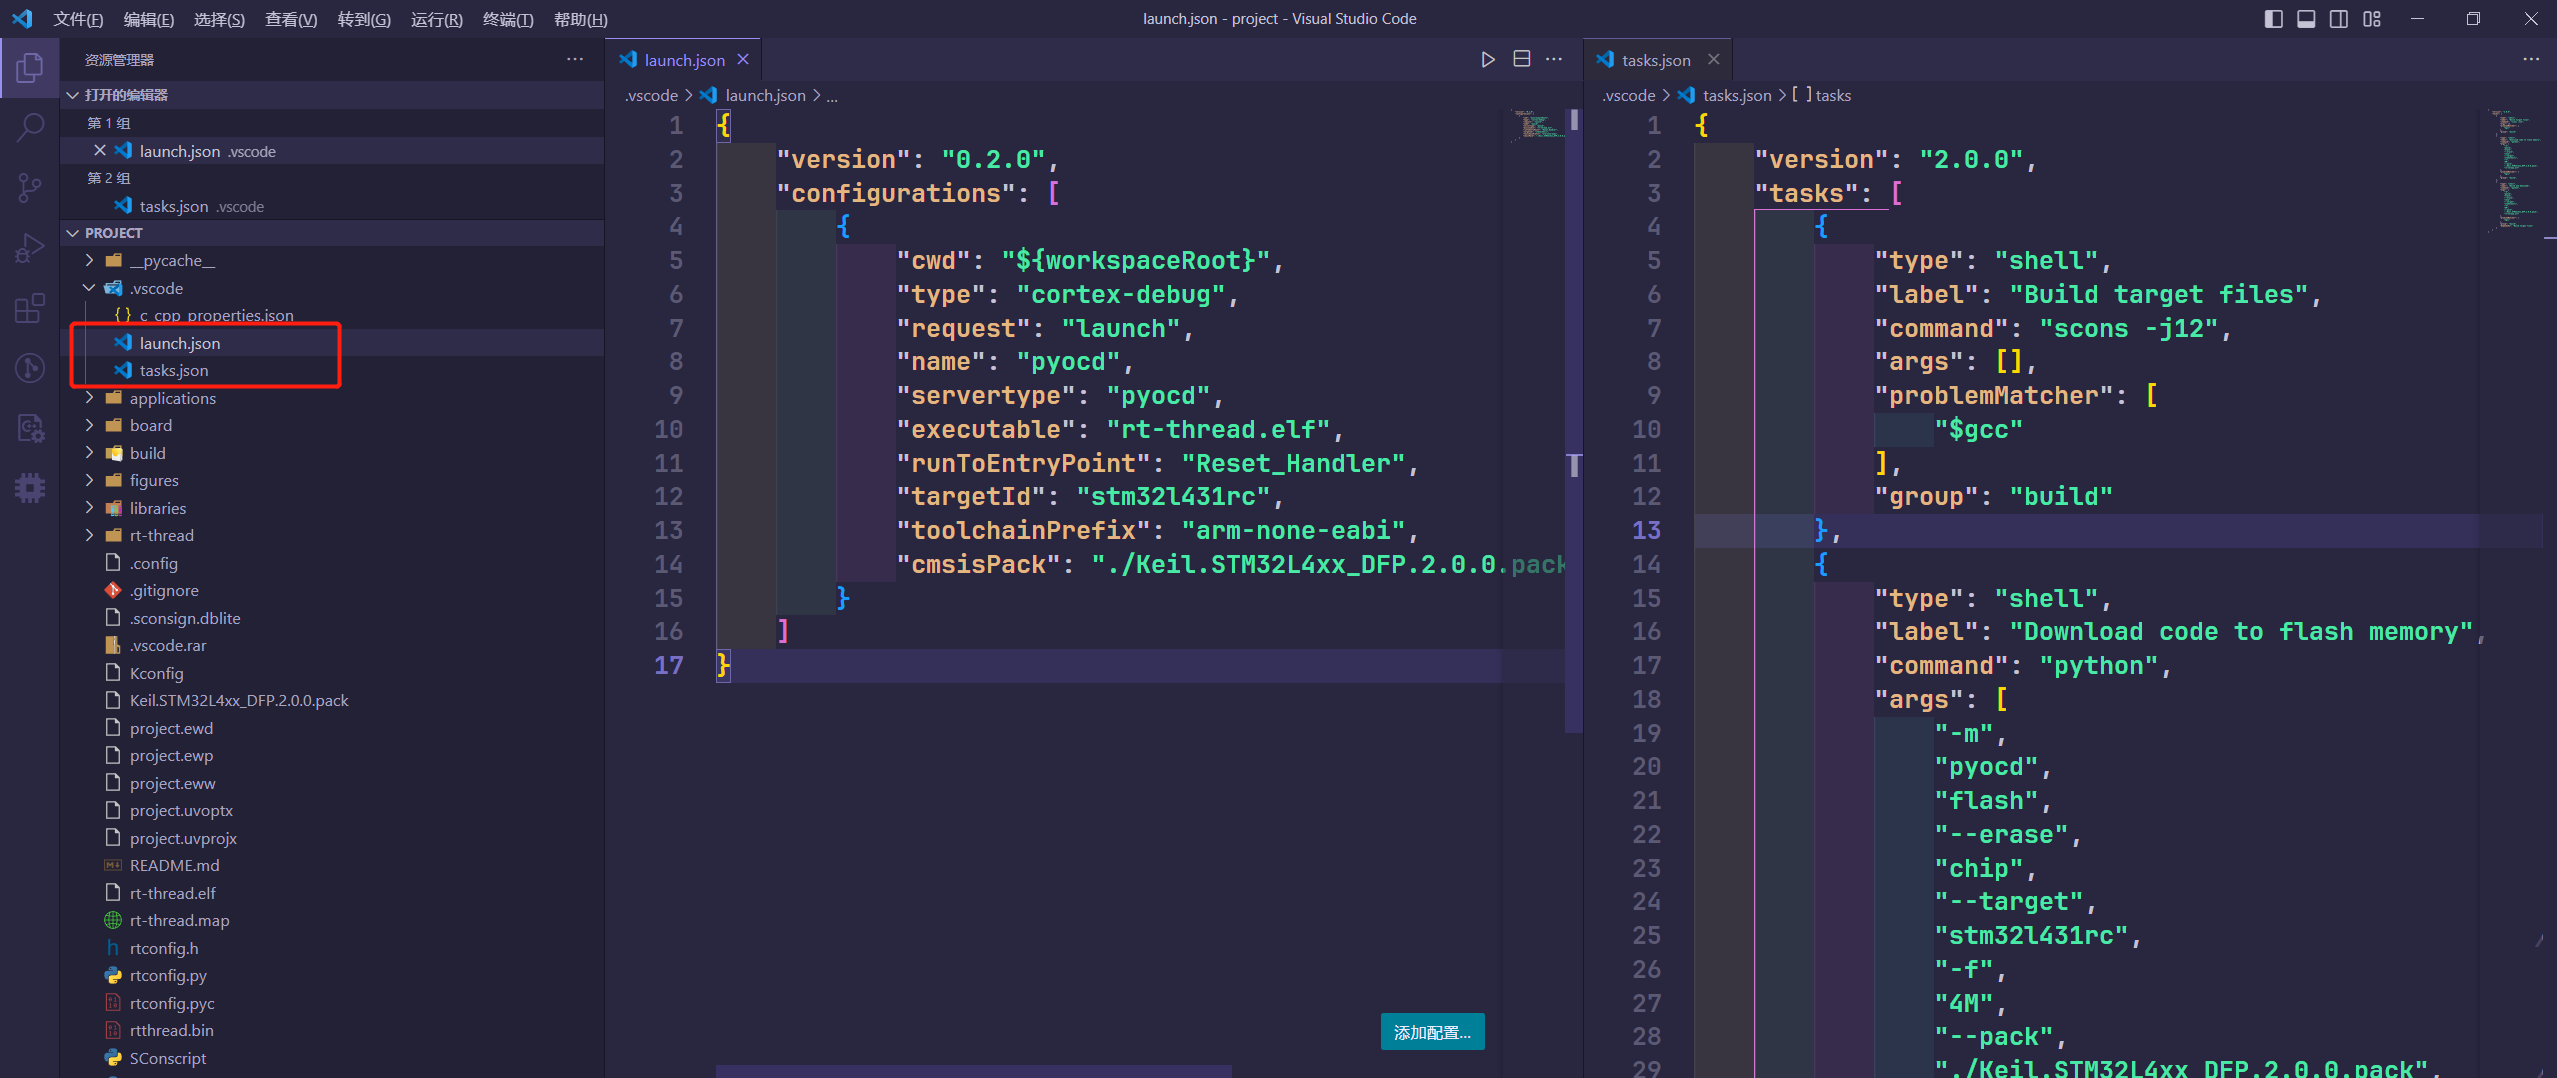 文件(F) 编辑(E) 选择(S) 查看(V) 转到(G) 运行(R) 终端(T) 帮助(H)
launch.json - project - Visual Studio Code
资源管理器
打开的编辑器
第 1 组
launch.json .vscode
第 2 组
tasks.json .vscode
PROJECT
__pycache__
.vscode
c_cpp_properties.json
launch.json
tasks.json
applications
board
build
figures
libraries
rt-thread
.config
.gitignore
.sconsign.dblite
.vscode.rar
Kconfig
Keil.STM32L4xx_DFP.2.0.0.pack
project.ewd
project.ewp
project.eww
project.uvoptx
project.uvprojx
README.md
rt-thread.elf
rt-thread.map
rtconfig.h
rtconfig.py
rtconfig.pyc
rtthread.bin
SConscript
launch.json
.vscode > launch.json > ...
1 {
2 "version": "0.2.0",
3 "configurations": [
4 {
5 "cwd": "${workspaceRoot}",
6 "type": "cortex-debug",
7 "request": "launch",
8 "name": "pyocd",
9 "servertype": "pyocd",
10 "executable": "rt-thread.elf",
11 "runToEntryPoint": "Reset_Handler",
12 "targetId": "stm32l431rc",
13 "toolchainPrefix": "arm-none-eabi",
14 "cmsisPack": "./Keil.STM32L4xx_DFP.2.0.0.pack
15 }
16 ]
17 }
添加配置...
tasks.json
.vscode > tasks.json > [ ] tasks
1 {
2 "version": "2.0.0",
3 "tasks": [
4 {
5 "type": "shell",
6 "label": "Build target files",
7 "command": "scons -j12",
8 "args": [],
9 "problemMatcher": [
10 "$gcc"
11 ],
12 "group": "build"
13 },
14 {
15 "type": "shell",
16 "label": "Download code to flash memory",
17 "command": "python",
18 "args": [
19 "-m",
20 "pyocd",
21 "flash",
22 "--erase",
23 "chip",
24 "--target",
25 "stm32l431rc",
26 "-f",
27 "4M",
28 "--pack",
29 "./Keil.STM32L4xx_DFP.2.0.0.pack",